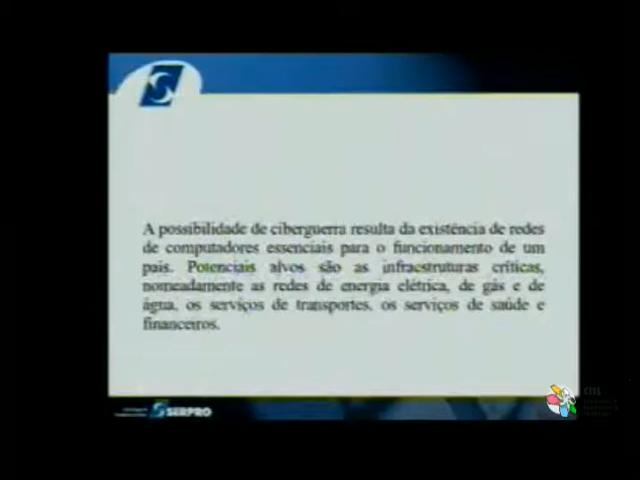 A possibilidade de ciberguerra resulta da existência de redes
de computadores essenciais para o funcionamento de um
país. Potenciais alvos são as infraestruturas críticas,
nomeadamente as redes de energia elétrica, de gás e de
água, os serviços de transportes, os serviços de saúde e
financeiros.
SERPRO